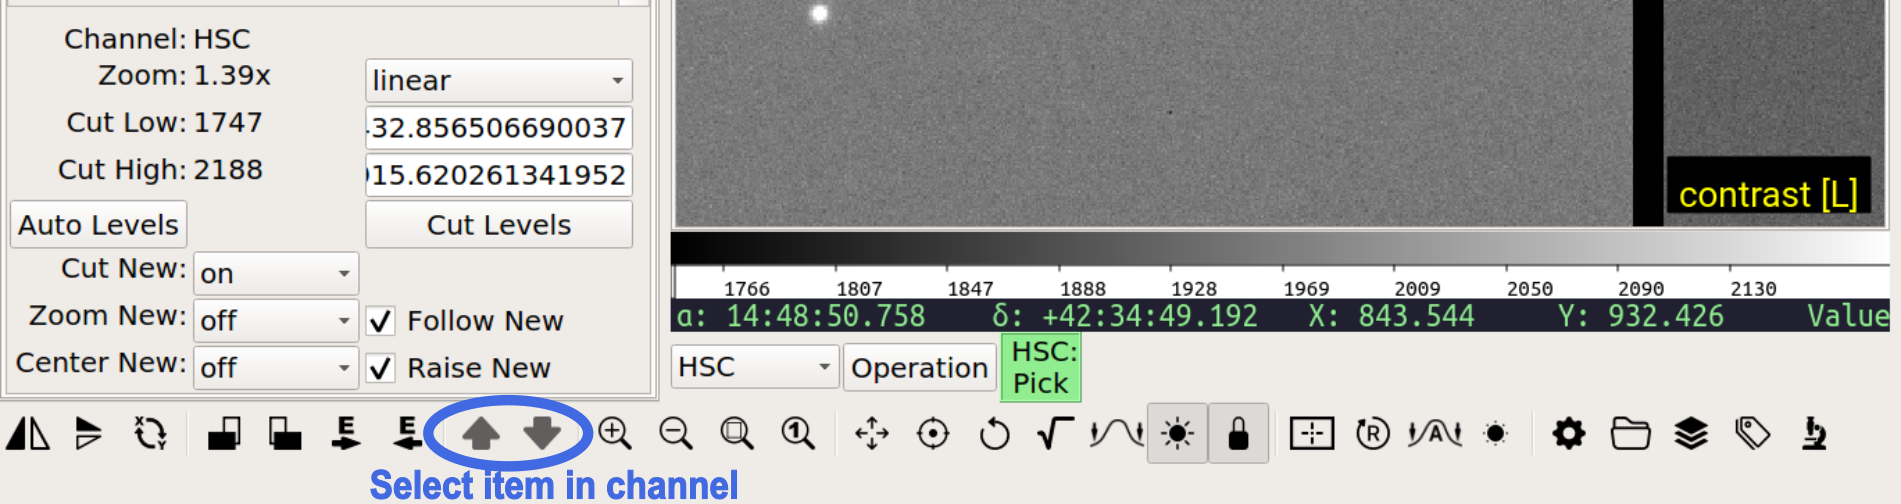 Channel: HSC
Zoom: 1.39x
linear
Cut Low: 1747
32.856506690037
Cut High: 2188
15.620261341952
Auto Levels
Cut Levels
Cut New: on
Zoom New: off
Follow New
Center New: off
Raise New
contrast [L]
1766 1807 1847 1888 1928 1969 2009 2050 2090 2130
α: 14:48:50.758 δ: +42:34:49.192 X: 843.544 Y: 932.426 Value
HSC
Operation
HSC:
Pick
X
Y
E
E
1
R
A
Select item in channel